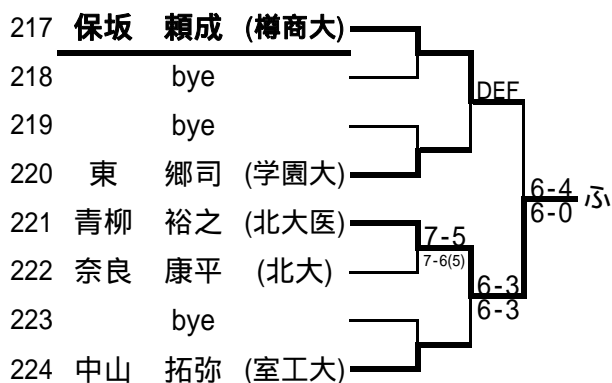 217 保坂 頼成 (樽商大)
218 bye
DEF
219 bye
220 東 郷司 (学園大)
6-4
6-0
ふ
221 青柳 裕之 (北大医)
7-5
7-6(5)
222 奈良 康平 (北大)
6-3
6-3
223 bye
224 中山 拓弥 (室工大)